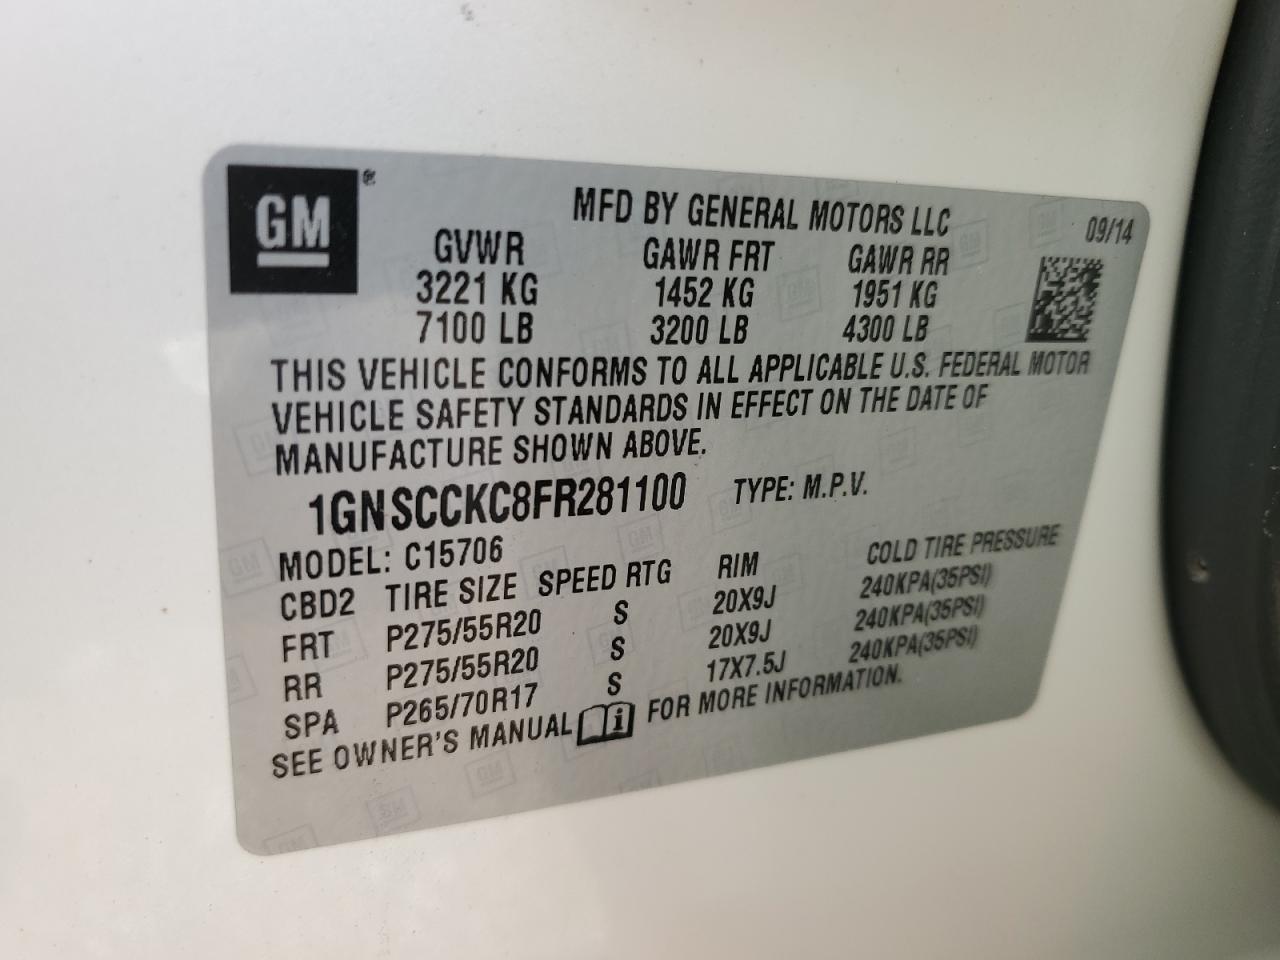 GM ®
MFD BY GENERAL MOTORS LLC 09/14
GVWR GAWR FRT GAWR RR
3221 KG 1452 KG 1951 KG
7100 LB 3200 LB 4300 LB
THIS VEHICLE CONFORMS TO ALL APPLICABLE U.S. FEDERAL MOTOR
VEHICLE SAFETY STANDARDS IN EFFECT ON THE DATE OF
MANUFACTURE SHOWN ABOVE.
1GNSCCKC8FR281100 TYPE: M.P.V.
MODEL: C15706
CBD2 TIRE SIZE SPEED RTG RIM COLD TIRE PRESSURE
FRT P275/55R20 S 20X9J 240KPA(35PSI)
RR P275/55R20 S 20X9J 240KPA(35PSI)
SPA P265/70R17 S 17X7.5J 240KPA(35PSI)
SEE OWNER'S MANUAL i FOR MORE INFORMATION.